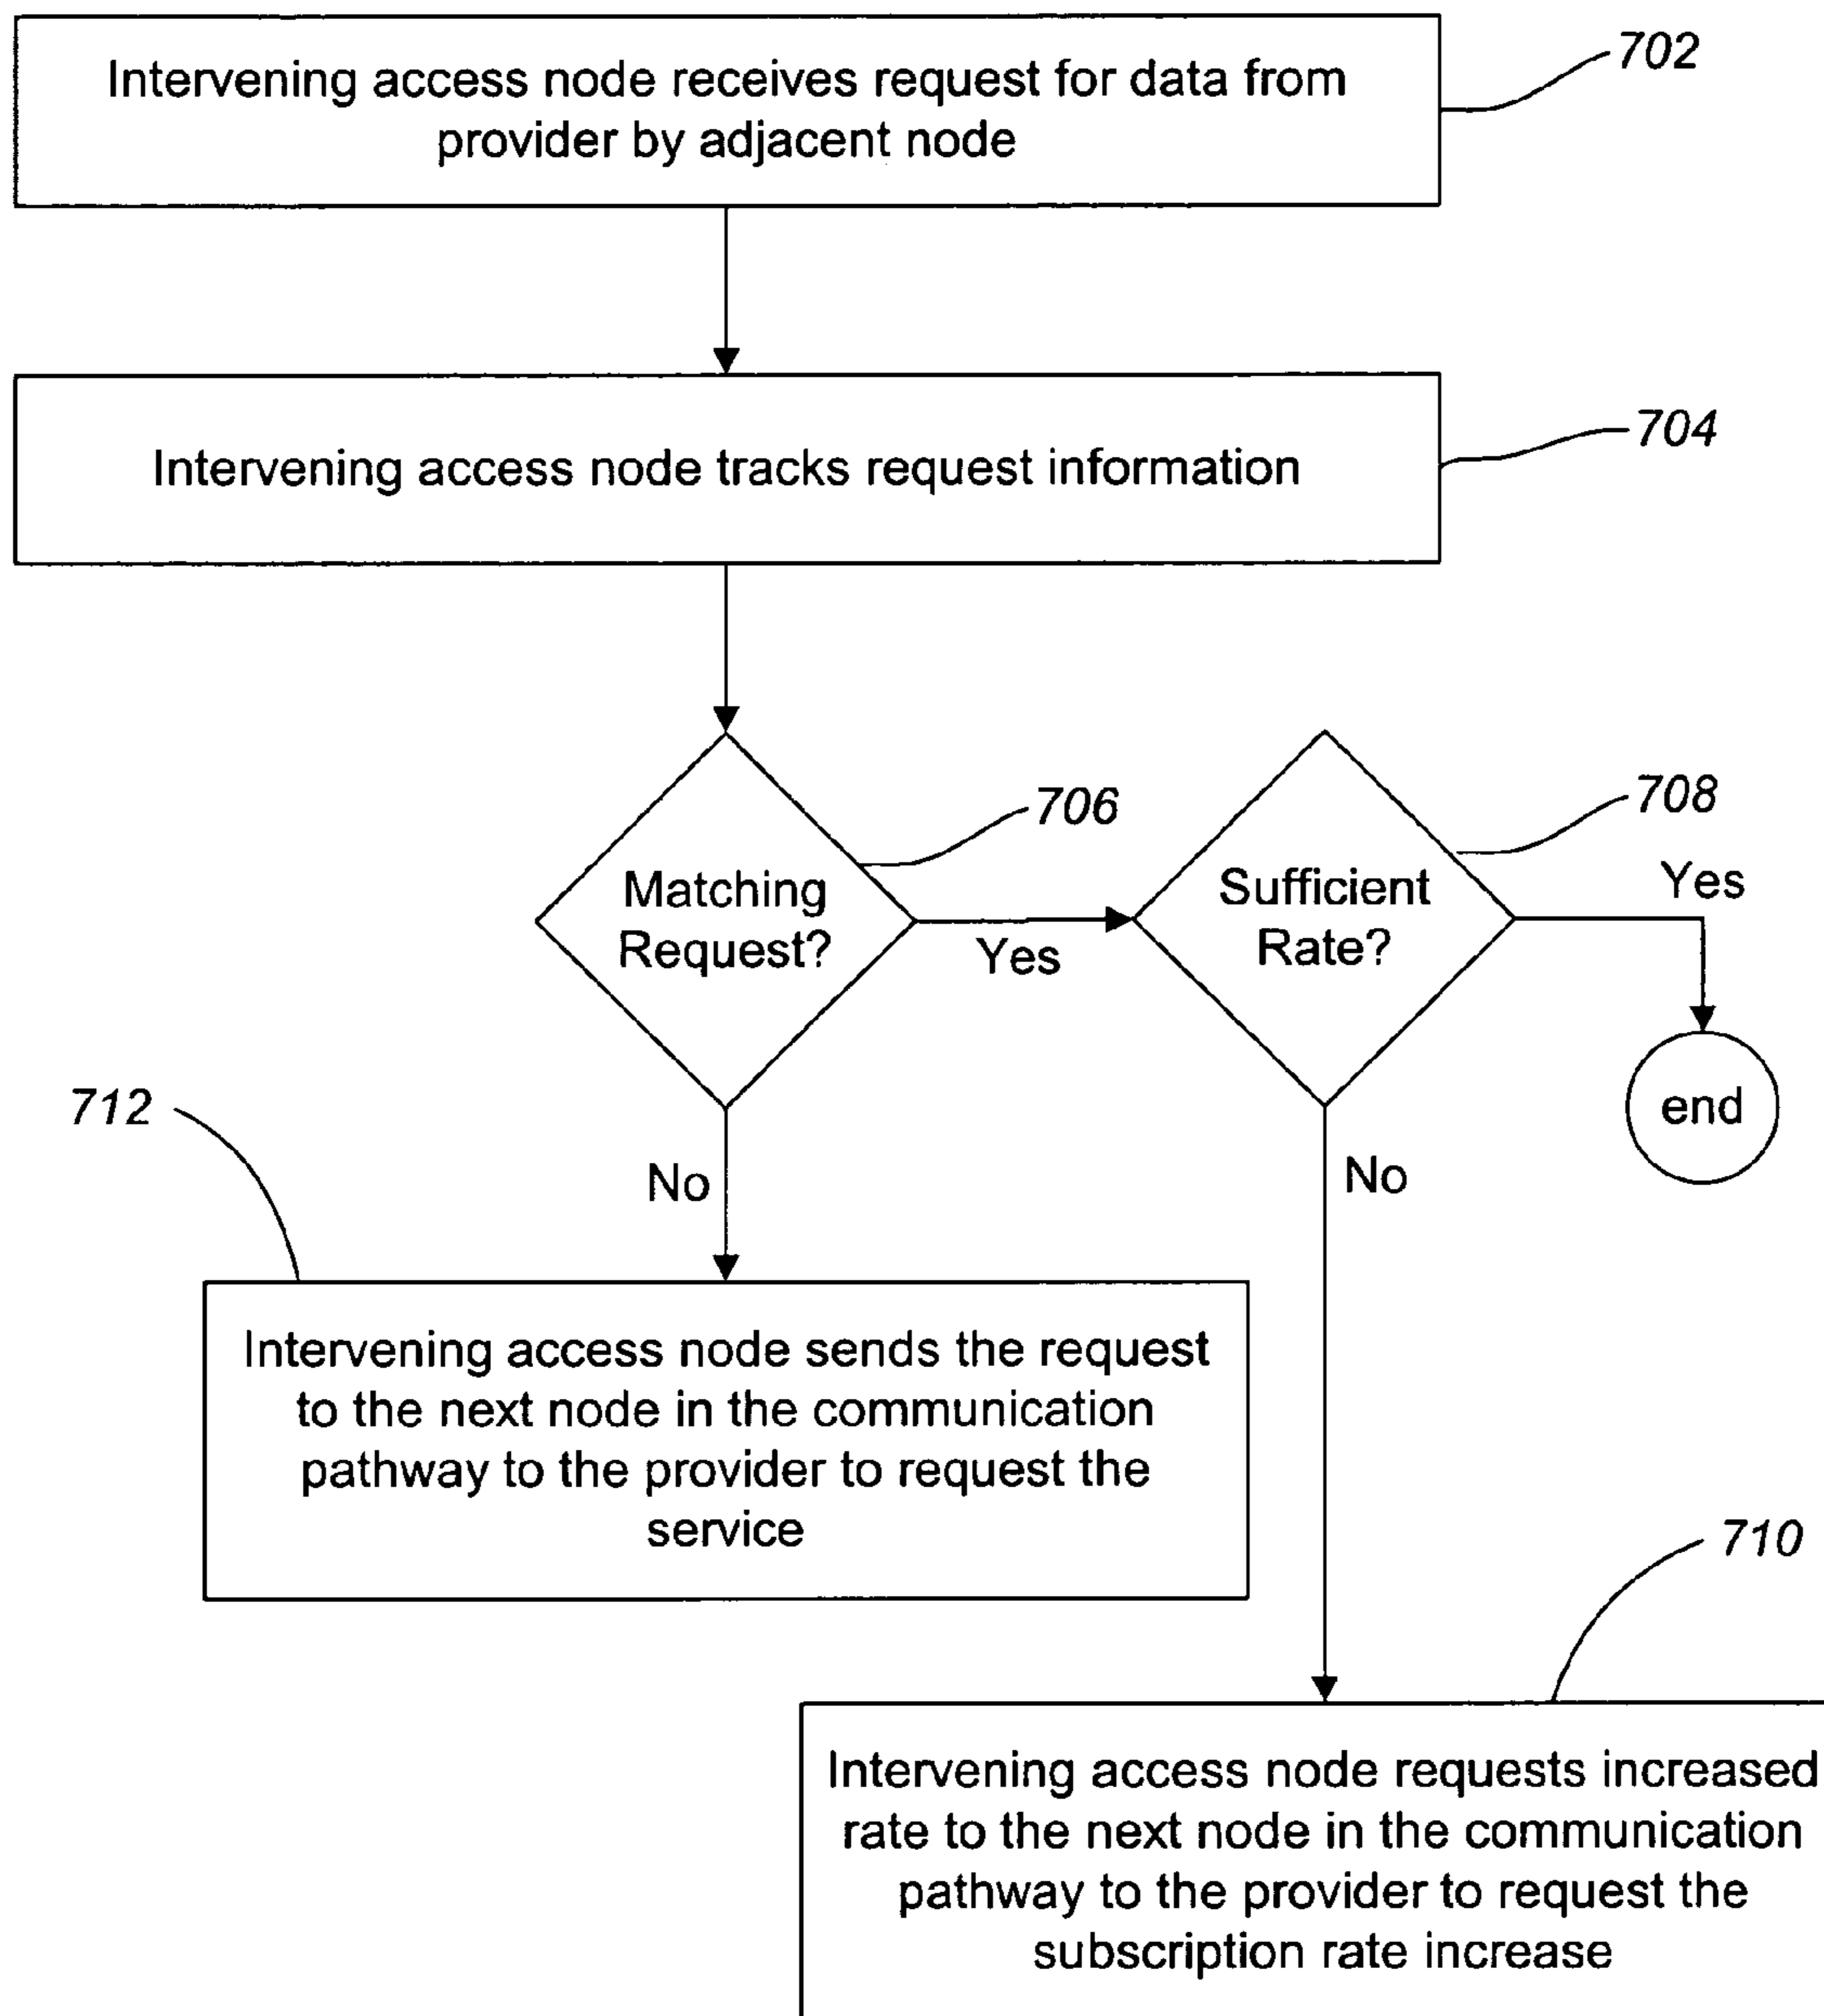 Intervening access node receives request for data from
provider by adjacent node
702
Intervening access node tracks request information
704
Matching
Request?
706
Yes
Sufficient
Rate?
708
Yes
end
No
712
Intervening access node sends the request
to the next node in the communication
pathway to the provider to request the
service
No
710
Intervening access node requests increased
rate to the next node in the communication
pathway to the provider to request the
subscription rate increase